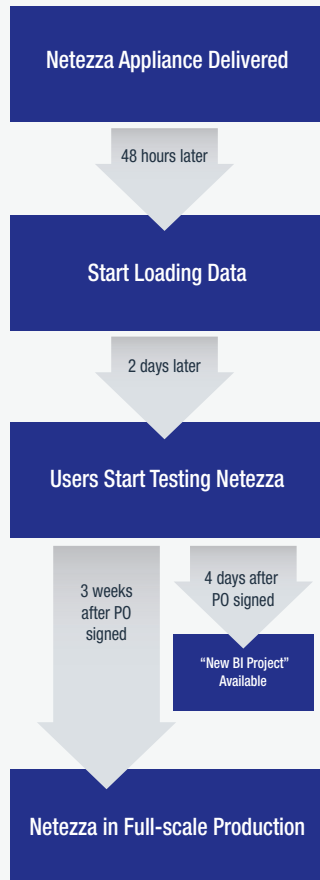 Netezza Appliance Delivered
48 hours later
Start Loading Data
2 days later
Users Start Testing Netezza
3 weeks
after PO
signed
4 days after
PO signed
“New BI Project”
Available
Netezza in Full-scale Production